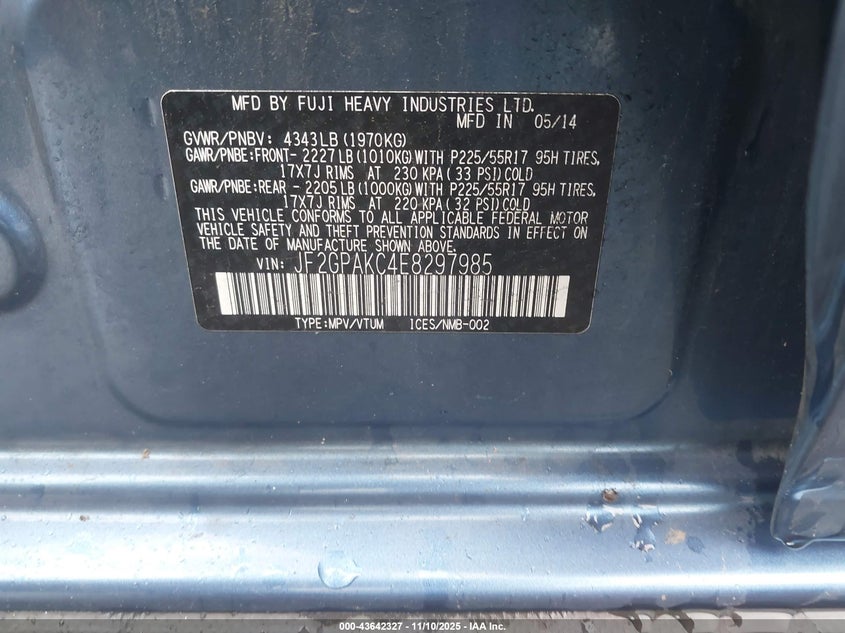 MFD BY FUJI HEAVY INDUSTRIES LTD.
MFD IN 05/14
GVWR/PNBV: 4343LB (1970KG)
GAWR/PNBE:FRONT- 2227LB (1010KG) WITH P225/55R17 95H TIRES,
17X7J RIMS AT 230 KPA (33 PSI) COLD
GAWR/PNBE:REAR - 2205LB (1000KG) WITH P225/55R17 95H TIRES,
17X7J RIMS AT 220 KPA (32 PSI) COLD
THIS VEHICLE CONFORMS TO ALL APPLICABLE FEDERAL MOTOR
VEHICLE SAFETY AND THEFT PREVENTION STANDARDS IN EFFECT ON
THE DATE OF MANUFACTURE SHOWN ABOVE.
VIN: JF2GPAKC4E8297985
TYPE:MPV/VTUM ICES/NMB-002
000-43642327 - 11/10/2025 - IAA Inc.